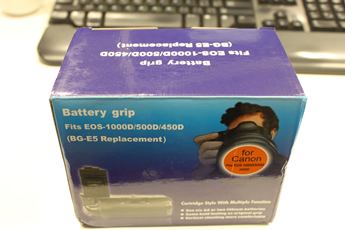 Battery grip
Fits EOS-1000D/500D/450D
(BG-E5 Replacement)
Battery grip
Fits EOS-1000D/500D/450D
(BG-E5 Replacement)
for
Canon
Cartridge Style With Multiple Function